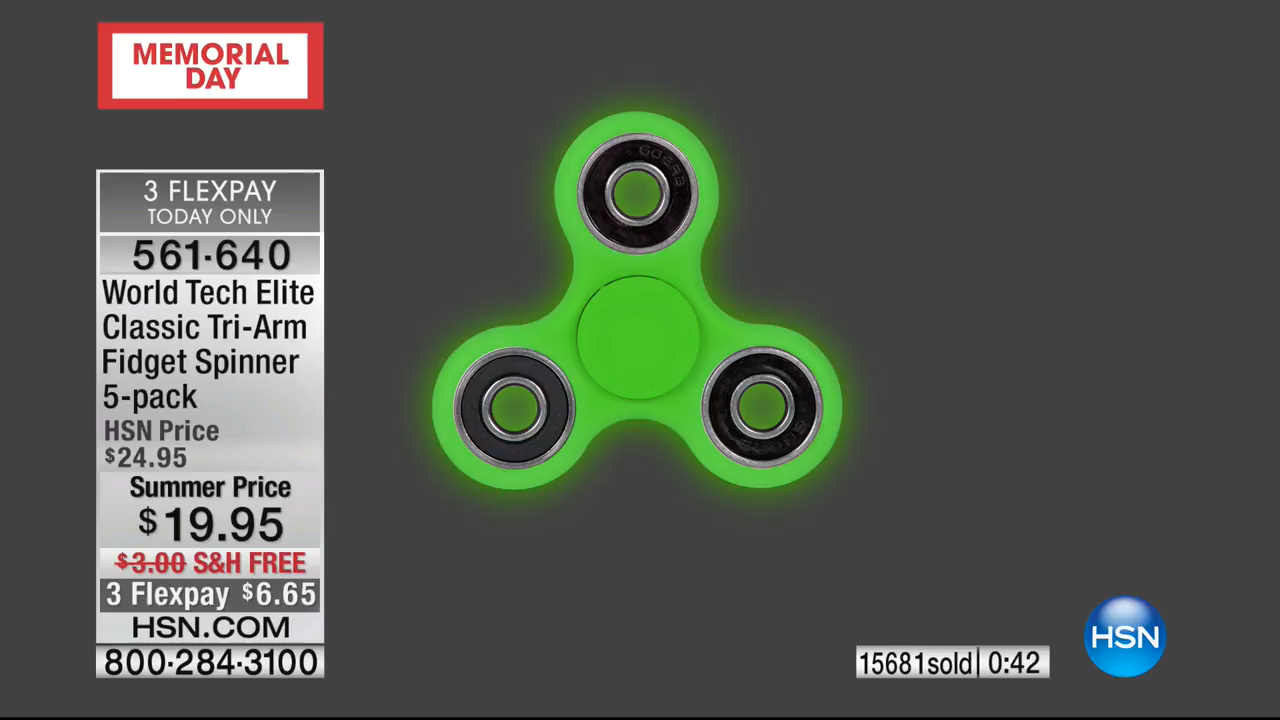 MEMORIAL
DAY
3 FLEXPAY
TODAY ONLY
561·640
World Tech Elite
Classic Tri-Arm
Fidget Spinner
5-pack
HSN Price
$24.95
Summer Price
$19.95
$3.00 S&H FREE
3 Flexpay $6.65
HSN.COM
800·284·3100
15681sold 0:42
HSN